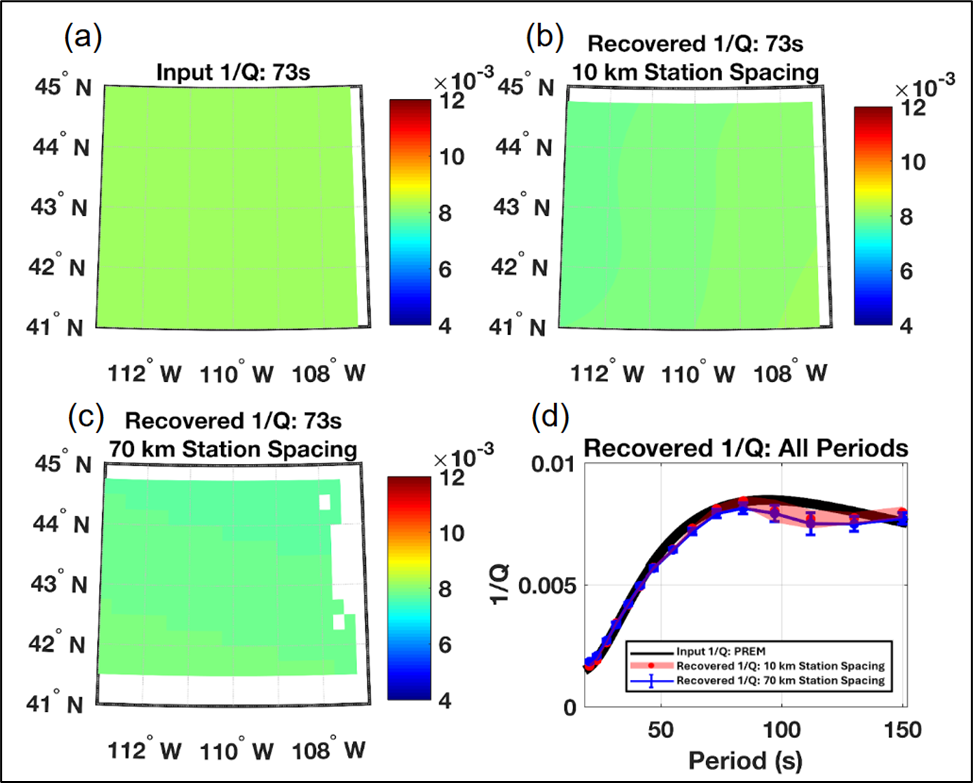 (a)
Input 1/Q: 73s
×10-3
45° N
44° N
43° N
42° N
41° N
112° W 110° W 108° W
12
10
8
6
4
(b)
Recovered 1/Q: 73s
10 km Station Spacing
×10-3
45° N
44° N
43° N
42° N
41° N
112° W 110° W 108° W
12
10
8
6
4
(c)
Recovered 1/Q: 73s
70 km Station Spacing
×10-3
45° N
44° N
43° N
42° N
41° N
112° W 110° W 108° W
12
10
8
6
4
(d)
Recovered 1/Q: All Periods
0.01
0.005
0
1/Q
Input 1/Q: PREM
Recovered 1/Q: 10 km Station Spacing
Recovered 1/Q: 70 km Station Spacing
50 100 150
Period (s)